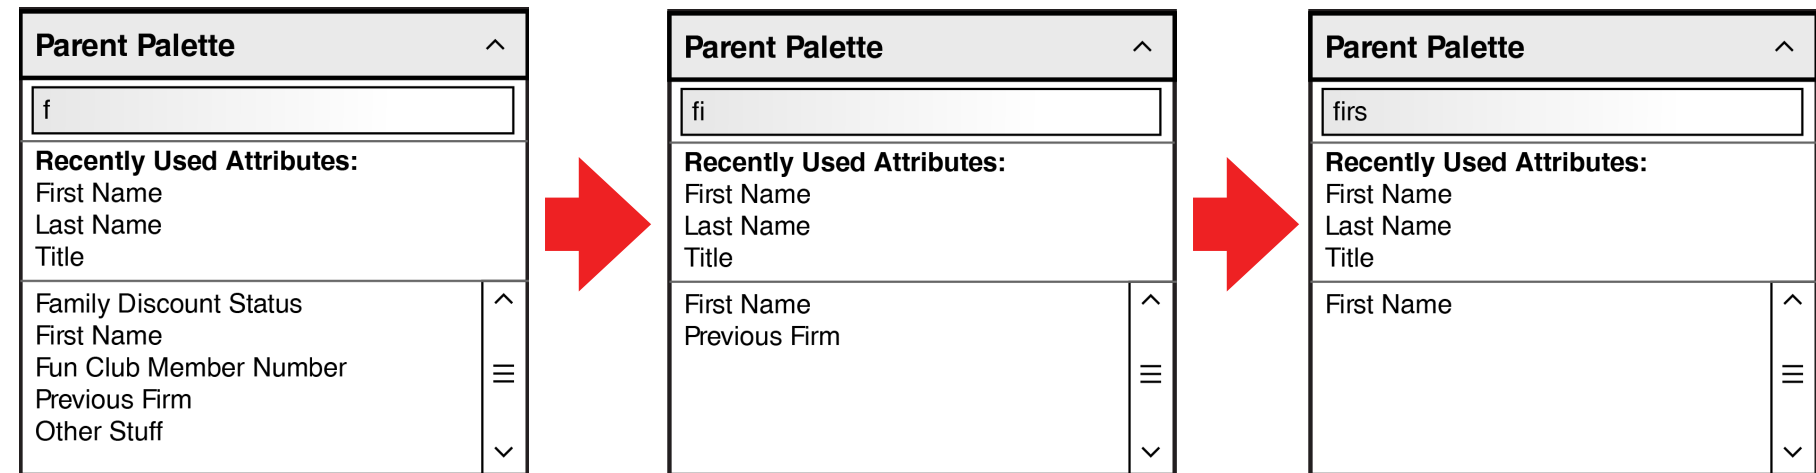 Parent Palette
f
Recently Used Attributes:
First Name
Last Name
Title
Family Discount Status
First Name
Fun Club Member Number
Previous Firm
Other Stuff
Parent Palette
fi
Recently Used Attributes:
First Name
Last Name
Title
First Name
Previous Firm
Parent Palette
firs
Recently Used Attributes:
First Name
Last Name
Title
First Name